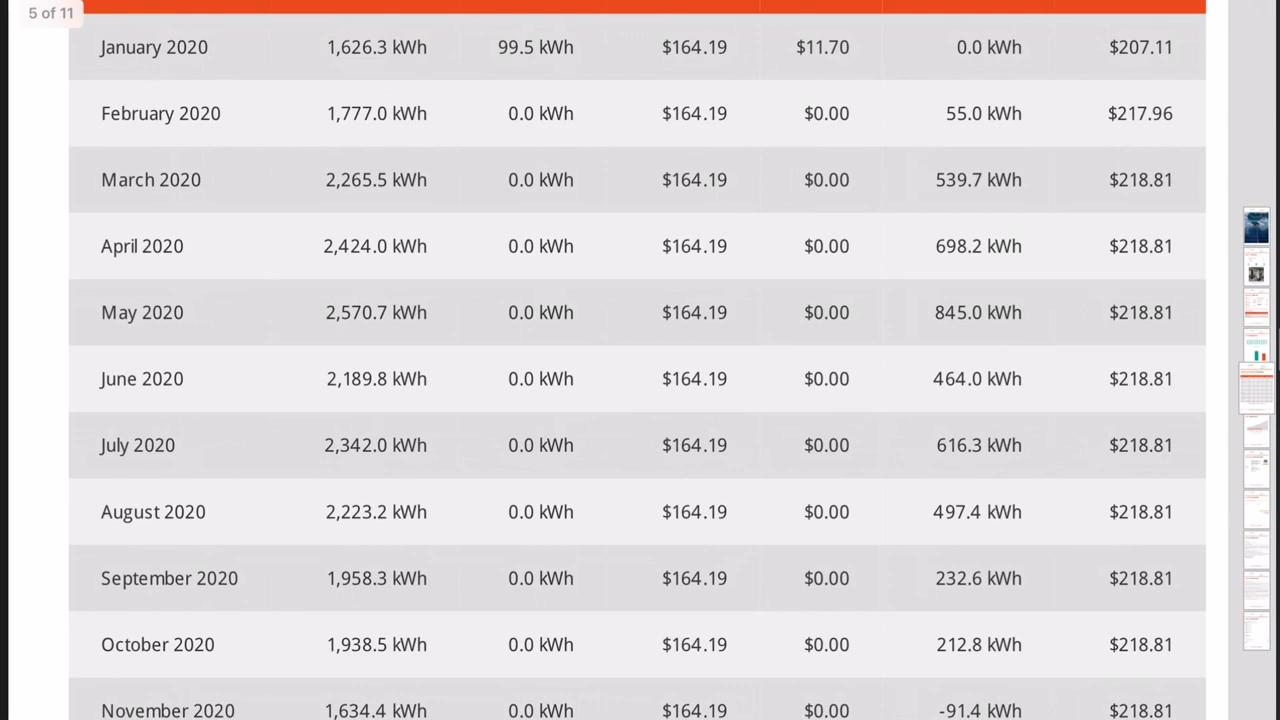 5 of 11
January 2020 1,626.3 kWh 99.5 kWh $164.19 $11.70 0.0 kWh $207.11
February 2020 1,777.0 kWh 0.0 kWh $164.19 $0.00 55.0 kWh $217.96
March 2020 2,265.5 kWh 0.0 kWh $164.19 $0.00 539.7 kWh $218.81
April 2020 2,424.0 kWh 0.0 kWh $164.19 $0.00 698.2 kWh $218.81
May 2020 2,570.7 kWh 0.0 kWh $164.19 $0.00 845.0 kWh $218.81
June 2020 2,189.8 kWh 0.0 kWh $164.19 $0.00 464.0 kWh $218.81
July 2020 2,342.0 kWh 0.0 kWh $164.19 $0.00 616.3 kWh $218.81
August 2020 2,223.2 kWh 0.0 kWh $164.19 $0.00 497.4 kWh $218.81
September 2020 1,958.3 kWh 0.0 kWh $164.19 $0.00 232.6 kWh $218.81
October 2020 1,938.5 kWh 0.0 kWh $164.19 $0.00 212.8 kWh $218.81
November 2020 1,634.4 kWh 0.0 kWh $164.19 $0.00 -91.4 kWh $218.81